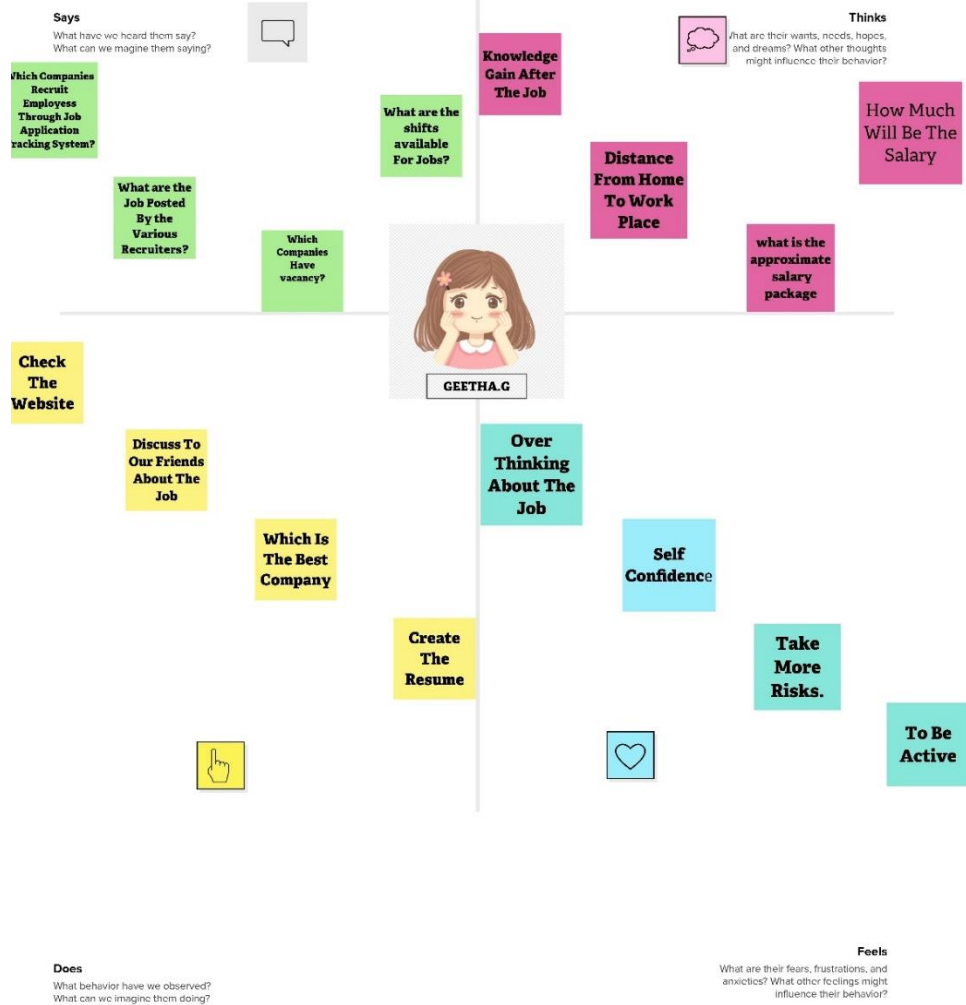 Says
What have we heard them say?
What can we magine them saying?
Thinks
What are their wants, needs, hopes,
and dreams? What other thoughts
might influence their behavior?
Which Companies
Recruit
Employess
Through Job
Application
Tracking System?
What are the
Job Posted
By the
Various
Recruiters?
Which
Companies
Have
vacancy?
What are the
shifts
available
For Jobs?
Knowledge
Gain After
The Job
Distance
From Home
To Work
Place
what is the
approximate
salary
package
How Much
Will Be The
Salary
GEETHA.G
Check
The
Website
Discuss To
Our Friends
About The
Job
Which Is
The Best
Company
Create
The
Resume
Over
Thinking
About The
Job
Self
Confidence
Take
More
Risks.
To Be
Active
Does
What behavior have we observed?
What can we imagine them doing?
Feels
What are their fears, frustrations, and
anxieties? What other feelings might
influence their behavior?